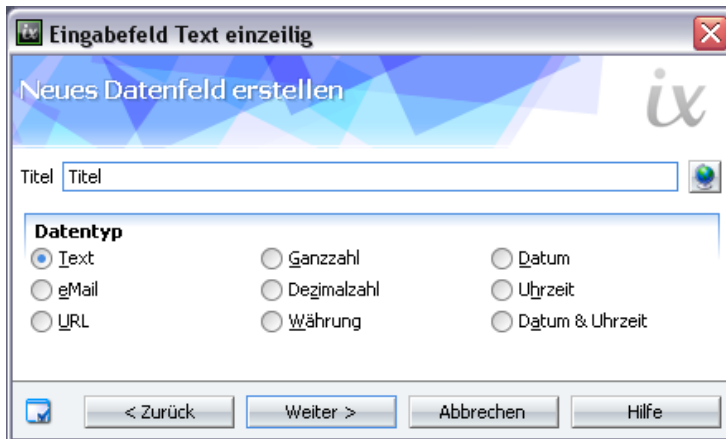 ix Eingabefeld Text einzeilig
Neues Datenfeld erstellen
ix
Titel Titel
Datentyp
Text Ganzzahl Datum
eMail Dezimalzahl Uhrzeit
URL Währung Datum & Uhrzeit
< Zurück Weiter > Abbrechen Hilfe